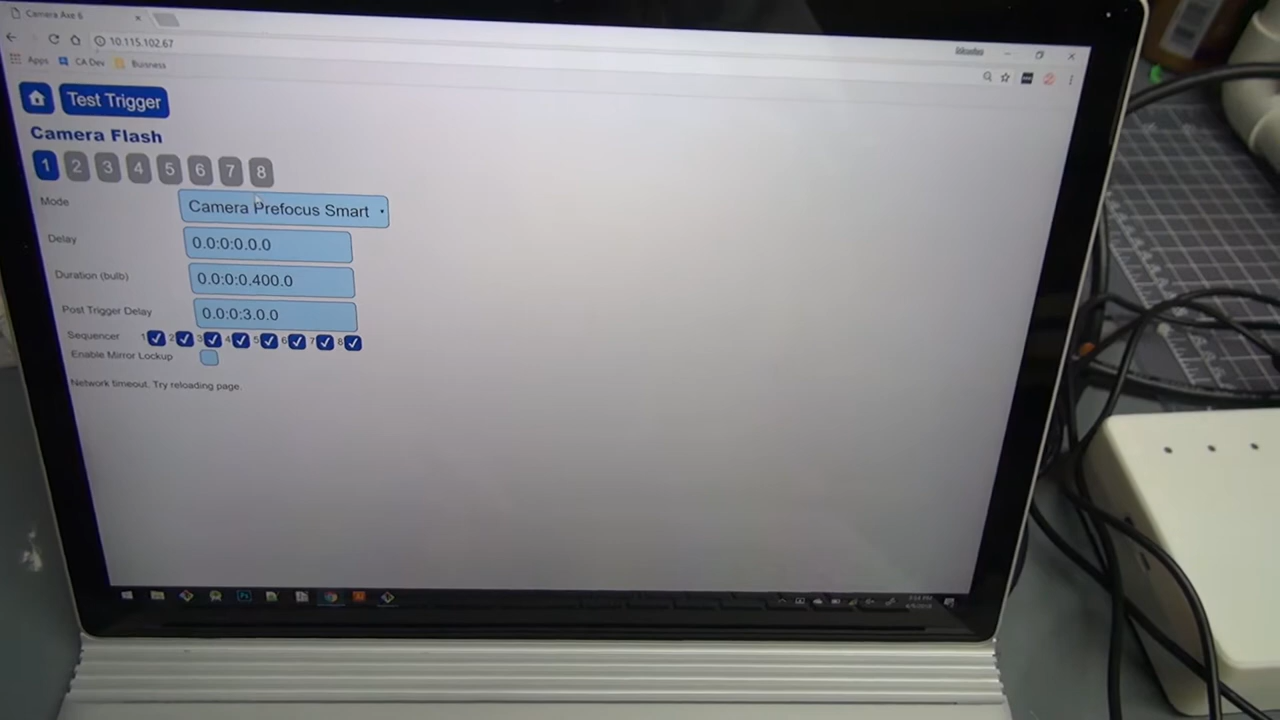 Camera Axe 6
10.115.102.67
Apps CA Dev Buisness
Test Trigger
Camera Flash
1 2 3 4 5 6 7 8
Mode Camera Prefocus Smart
Delay 0.0:0:0.0.0
Duration (bulb) 0.0:0:0.400.0
Post Trigger Delay 0.0:0:3.0.0
Sequencer 1 2 3 4 5 6 7 8
Enable Mirror Lockup
Network timeout. Try reloading page.